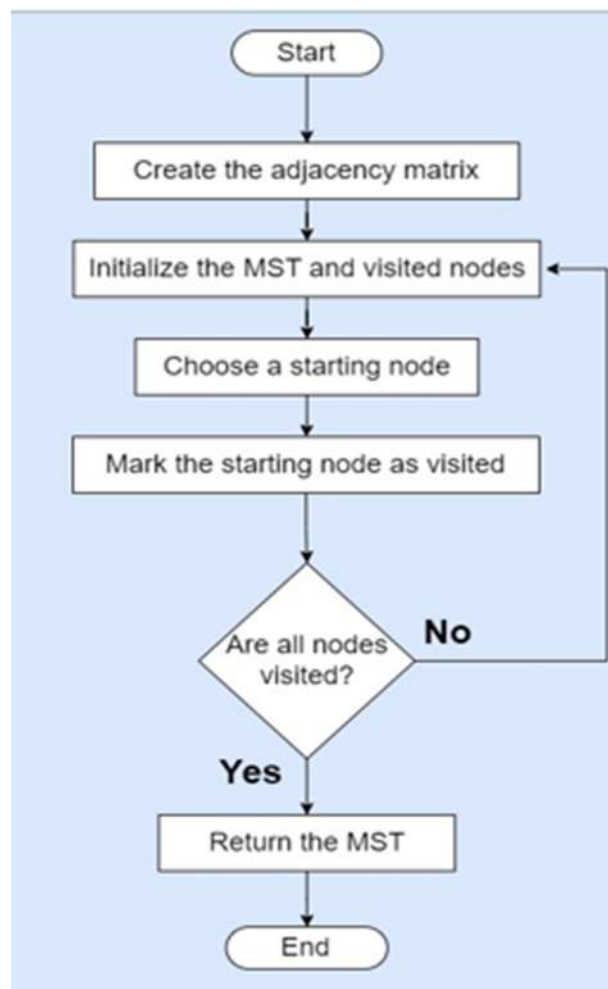 Start
Create the adjacency matrix
Initialize the MST and visited nodes
Choose a starting node
Mark the starting node as visited
Are all nodes
visited?
No
Yes
Return the MST
End